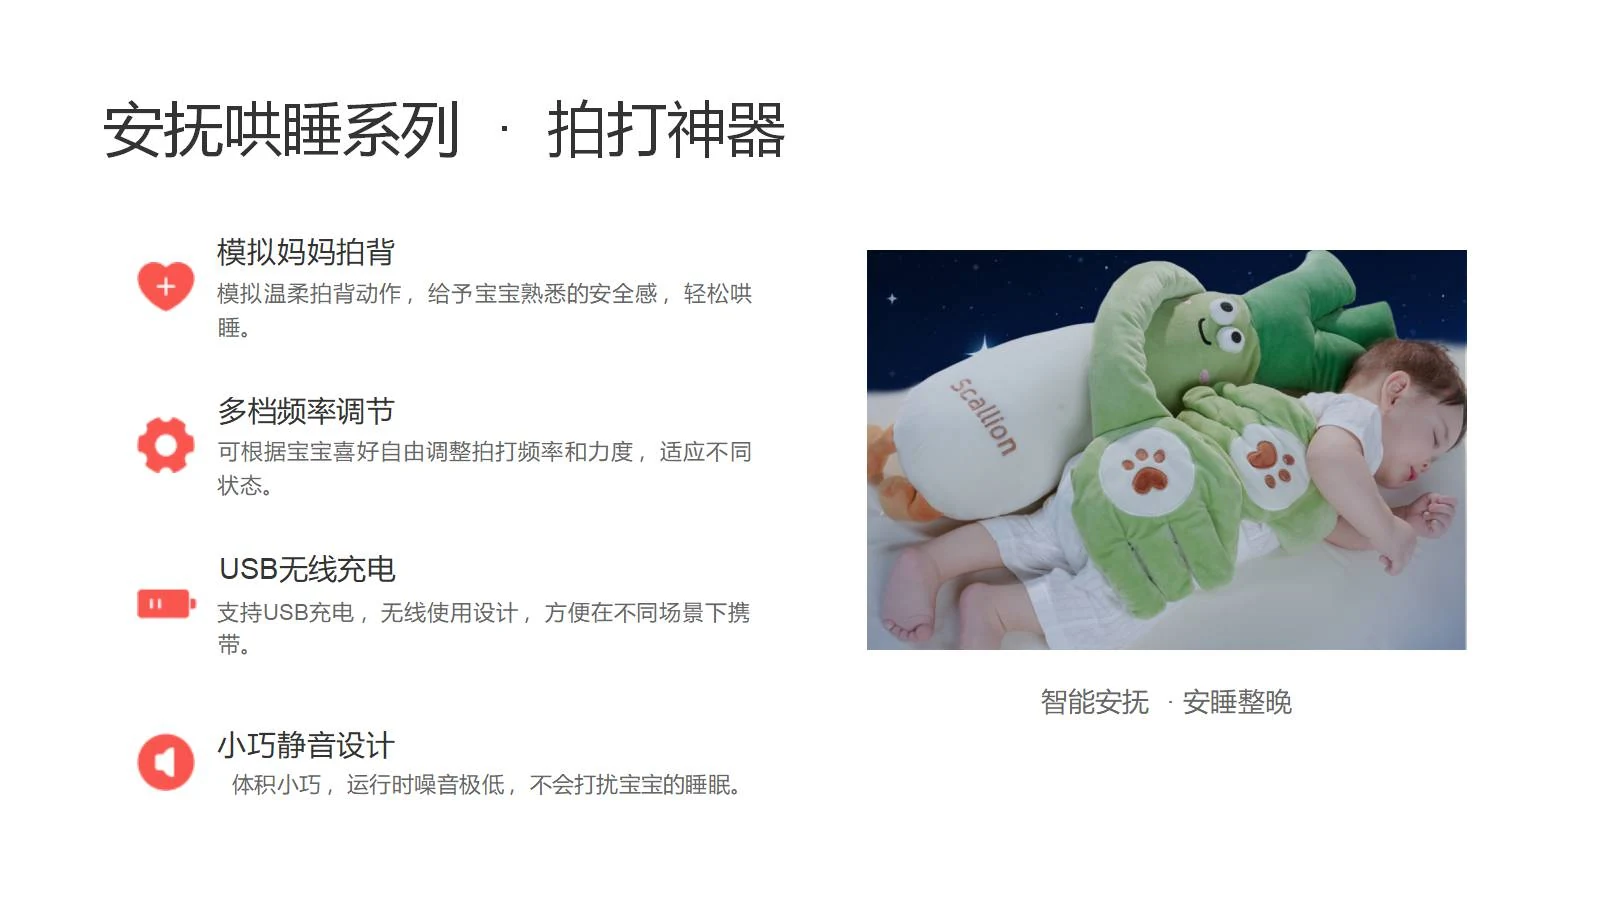 安抚哄睡系列 · 拍打神器
模拟妈妈拍背
模拟温柔拍背动作，给予宝宝熟悉的安全感，轻松哄
睡。
多档频率调节
可根据宝宝喜好自由调整拍打频率和力度，适应不同
状态。
USB无线充电
支持USB充电，无线使用设计，方便在不同场景下携
带。
小巧静音设计
体积小巧，运行时噪音极低，不会打扰宝宝的睡眠。
scallion
智能安抚 · 安睡整晚